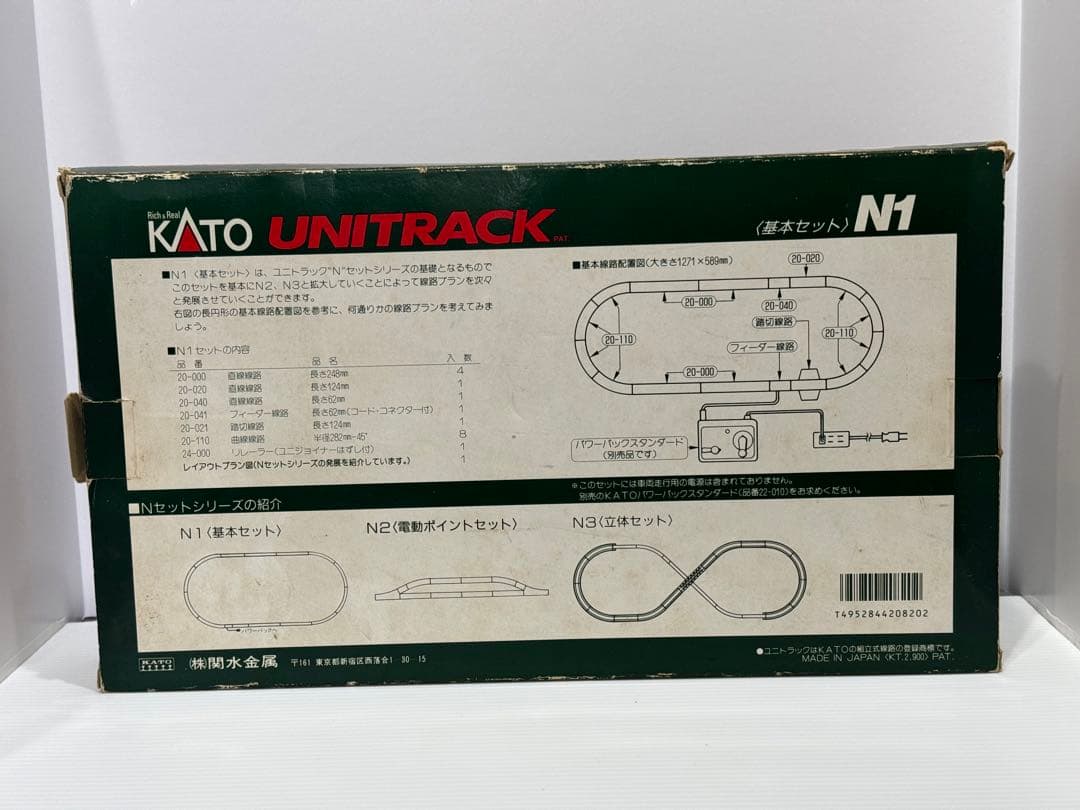 Rich & Real
KATO UNITRACK PAT.
〈基本セット〉N1
■N1〈基本セット〉は、ユニトラック"N"セットシリーズの基礎となるもので
このセットを基本にN2、N3と拡大していくことによって線路プランを次々
と発展させていくことができます。
右図の長円形の基本線路配置図を参考に、何通りかの線路プランを考えてみま
しょう。
■N1セットの内容
品 番 品 名 入 数
20-000 直線線路 長さ248mm 4
20-020 直線線路 長さ124mm 1
20-040 直線線路 長さ62mm 1
20-041 フィーダー線路 長さ62mm(コード・コネクター付) 1
20-021 踏切線路 長さ124mm 1
20-110 曲線線路 半径282mm-45° 8
24-000 リレーラー(ユニジョイナーはずし付) 1
レイアウトプラン図(Nセットシリーズの発展を紹介しています。) 1
■基本線路配置図(大きさ1271×589mm)
20-020
20-000
20-040
踏切線路
20-110
20-110
フィーダー線路
20-000
パワーパックスタンダード
(別売品です)
※このセットには車両走行用の電源は含まれておりません。
別売のKATOパワーパックスタンダード(品番22-010)をお求めください。
■Nセットシリーズの紹介
N1〈基本セット〉
N2〈電動ポイントセット〉
N3〈立体セット〉
パワーパックへ
T4952844208202
KATO
(株)関水金属 〒161 東京都新宿区西落合1-30-15
●ユニトラックはKATOの組立式線路の登録商標です。
MADE IN JAPAN 〈KT.2,900〉 PAT.